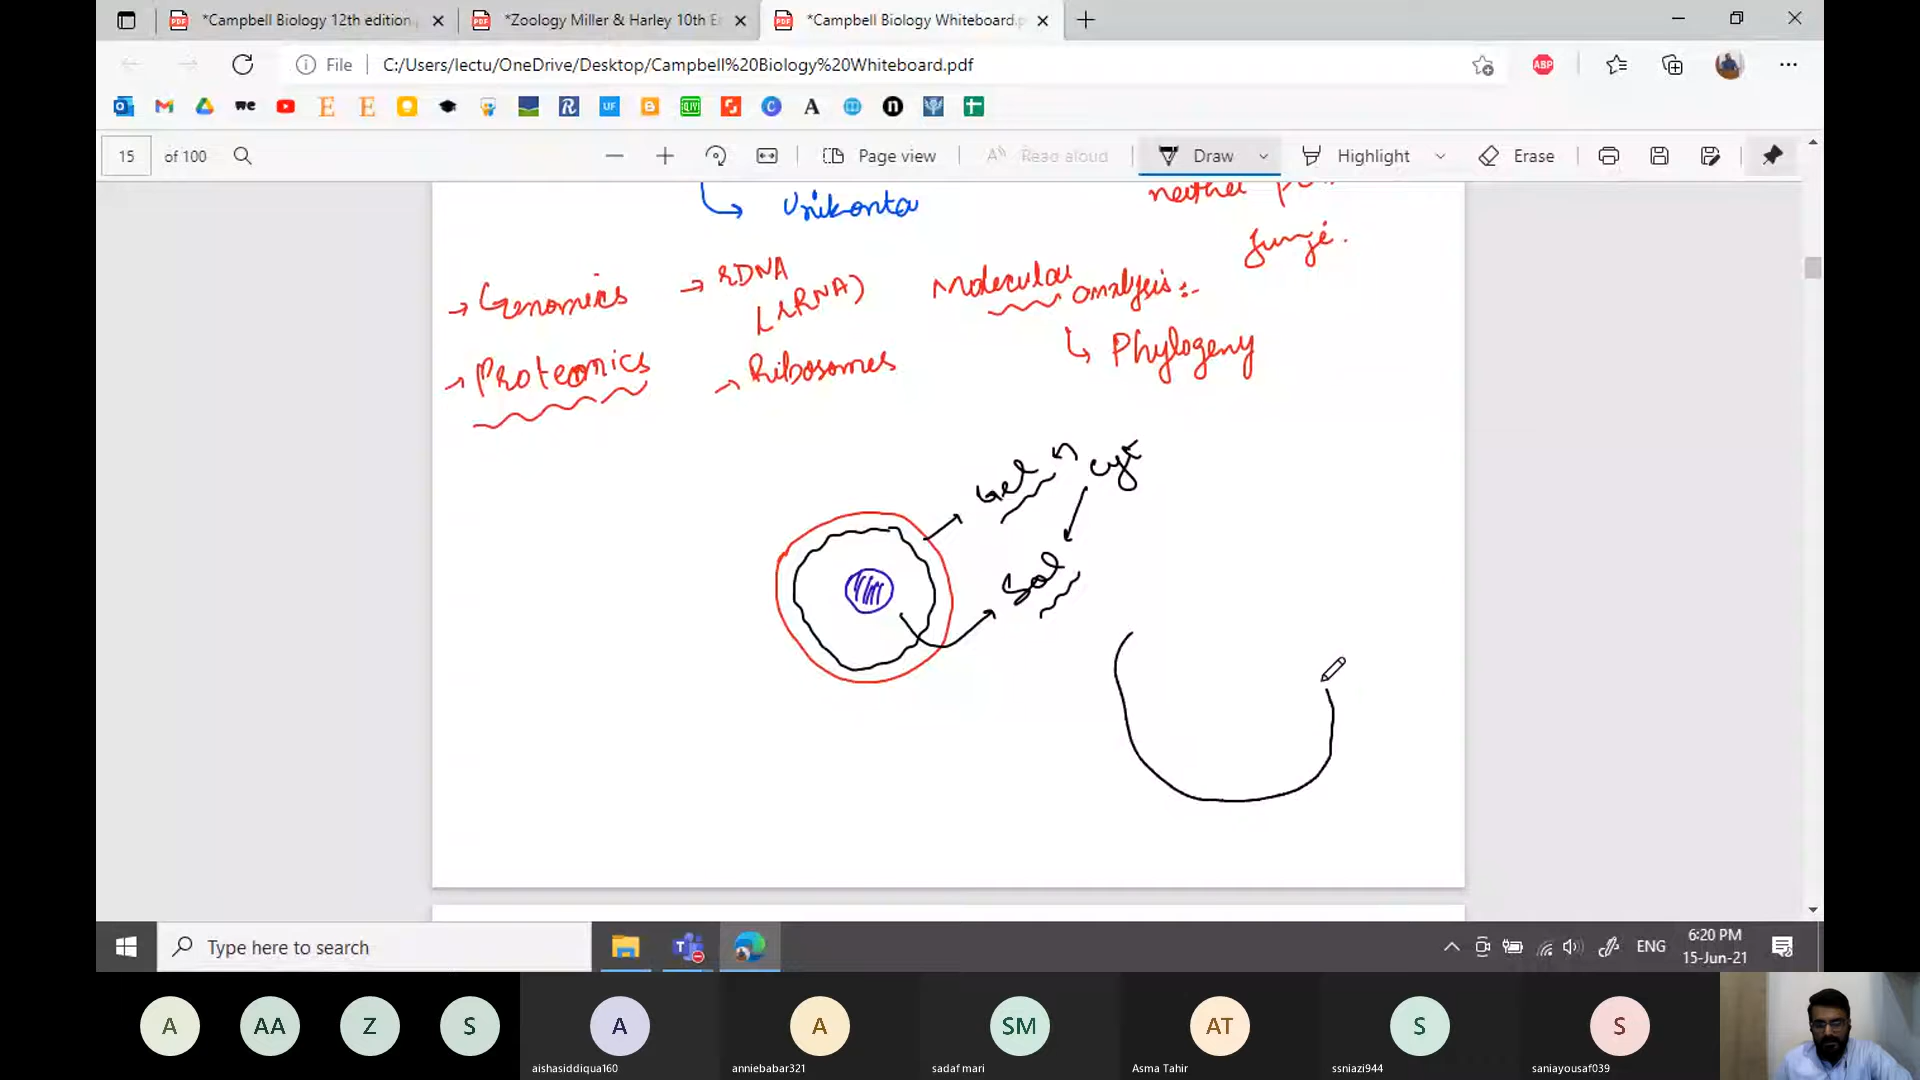 *Campbell Biology 12th edition
*Zoology Miller & Harley 10th E
*Campbell Biology Whiteboard.p
File
C:/Users/lectu/OneDrive/Desktop/Campbell%20Biology%20Whiteboard.pdf
15 of 100
Page view
Read aloud
Draw
Highlight
Erase
Unikonta
neither
fungi.
→ Genomics → rDNA
(rRNA)
Molecular analysis:-
→ Proteomics → Ribosomes
↳ Phylogeny
Gel
cyt
Sol
Type here to search
ENG
6:20 PM
15-Jun-21
A AA Z S A A SM AT S S
aishasiddiqua160
anniebabar321
sadaf mari
Asma Tahir
ssniazi944
saniayousaf039